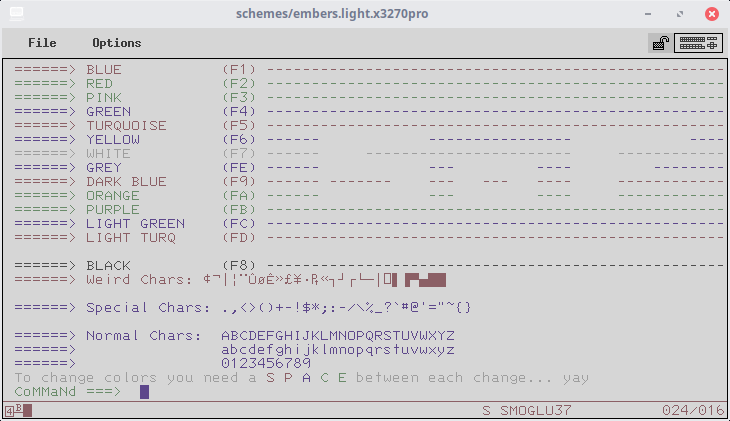 schemes/embers.light.x3270pro
File Options
======> BLUE (F1)
======> RED (F2)
======> PINK (F3)
======> GREEN (F4)
======> TURQUOISE (F5)
======> YELLOW (F6)
======> WHITE (F7)
======> GREY (FE)
======> DARK BLUE (F9)
======> ORANGE (FA)
======> PURPLE (FB)
======> LIGHT GREEN (FC)
======> LIGHT TURQ (FD)
======> BLACK (F8)
======> Weird Chars: ¢¬|¦¨ÛøÊ»£¥·₧«┐┘┌└─│
======> Special Chars: .,<>()+-!$*;:-/\%_?`#@'="~{}
======> Normal Chars: ABCDEFGHIJKLMNOPQRSTUVWXYZ
======> abcdefghijklmnopqrstuvwxyz
======> 0123456789
To change colors you need a S P A C E between each change... yay
CoMMaNd ===>
4B S SMOGLU37 024/016